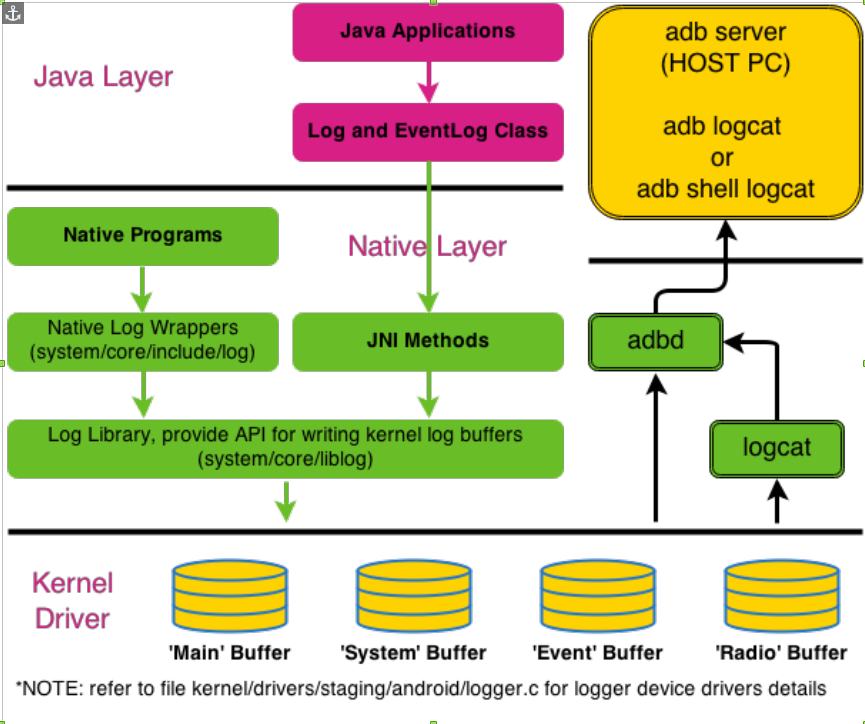 Java Layer
Java Applications
Log and EventLog Class
adb server
(HOST PC)
adb logcat
or
adb shell logcat
Native Programs
Native Layer
Native Log Wrappers
(system/core/include/log)
JNI Methods
adbd
Log Library, provide API for writing kernel log buffers
(system/core/liblog)
logcat
Kernel
Driver
'Main' Buffer
'System' Buffer
'Event' Buffer
'Radio' Buffer
*NOTE: refer to file kernel/drivers/staging/android/logger.c for logger device drivers details